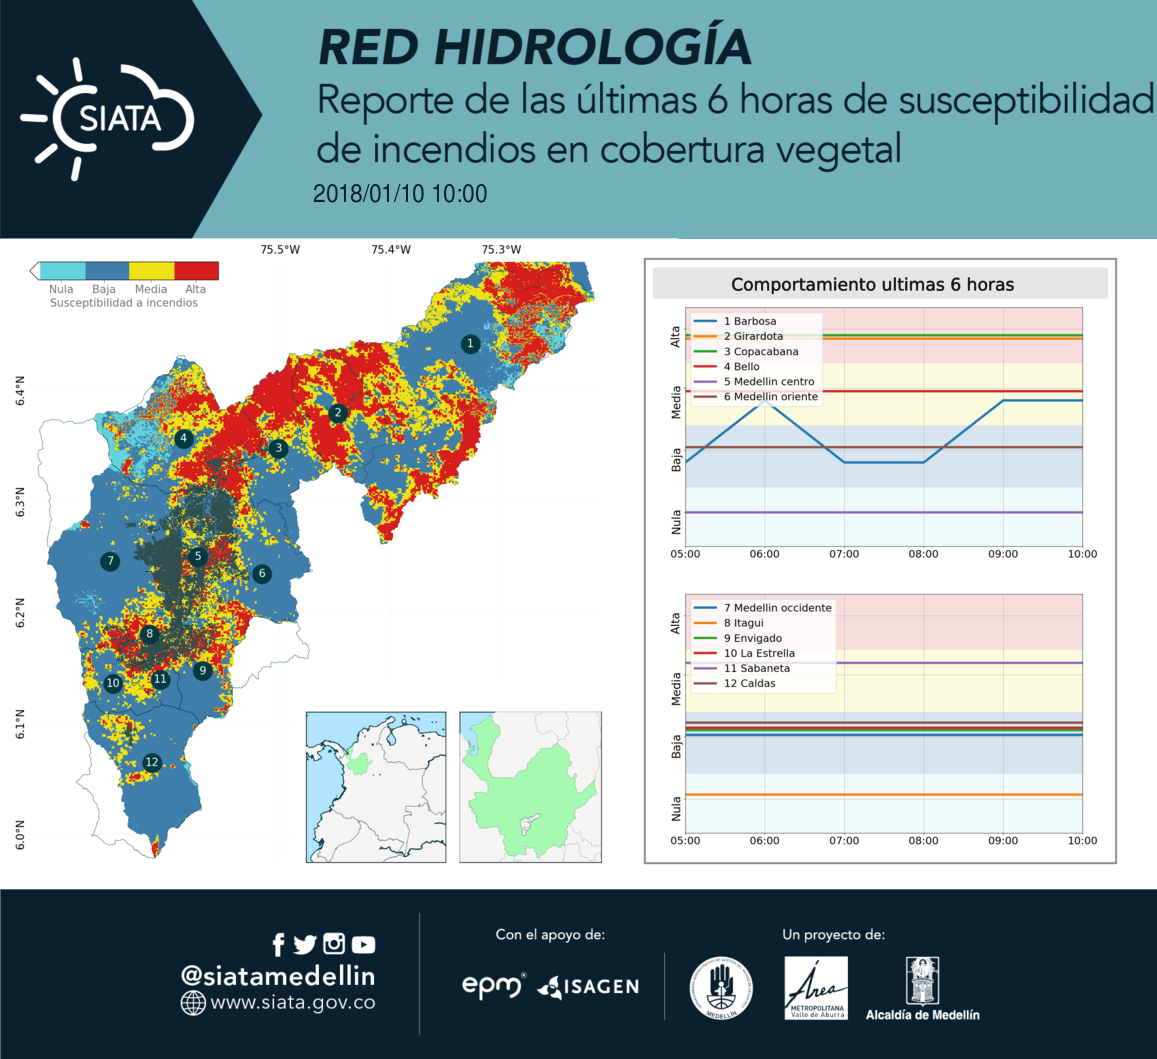 SIATA
RED HIDROLOGÍA
Reporte de las últimas 6 horas de susceptibilidad
de incendios en cobertura vegetal
2018/01/10 10:00
75.5°W 75.4°W 75.3°W
Nula Baja Media Alta
Susceptibilidad a incendios
6.4°N
6.3°N
6.2°N
6.1°N
6.0°N
1
2
3
4
5
6
7
8
9
10
11
12
Comportamiento ultimas 6 horas
Alta
Media
Baja
Nula
1 Barbosa
2 Girardota
3 Copacabana
4 Bello
5 Medellin centro
6 Medellin oriente
05:00 06:00 07:00 08:00 09:00 10:00
Alta
Media
Baja
Nula
7 Medellin occidente
8 Itagui
9 Envigado
10 La Estrella
11 Sabaneta
12 Caldas
05:00 06:00 07:00 08:00 09:00 10:00
@siatamedellin
www.siata.gov.co
Con el apoyo de:
epm®
ISAGEN
Un proyecto de:
MEDELLÍN
Área
METROPOLITANA
Valle de Aburrá
Alcaldía de Medellín